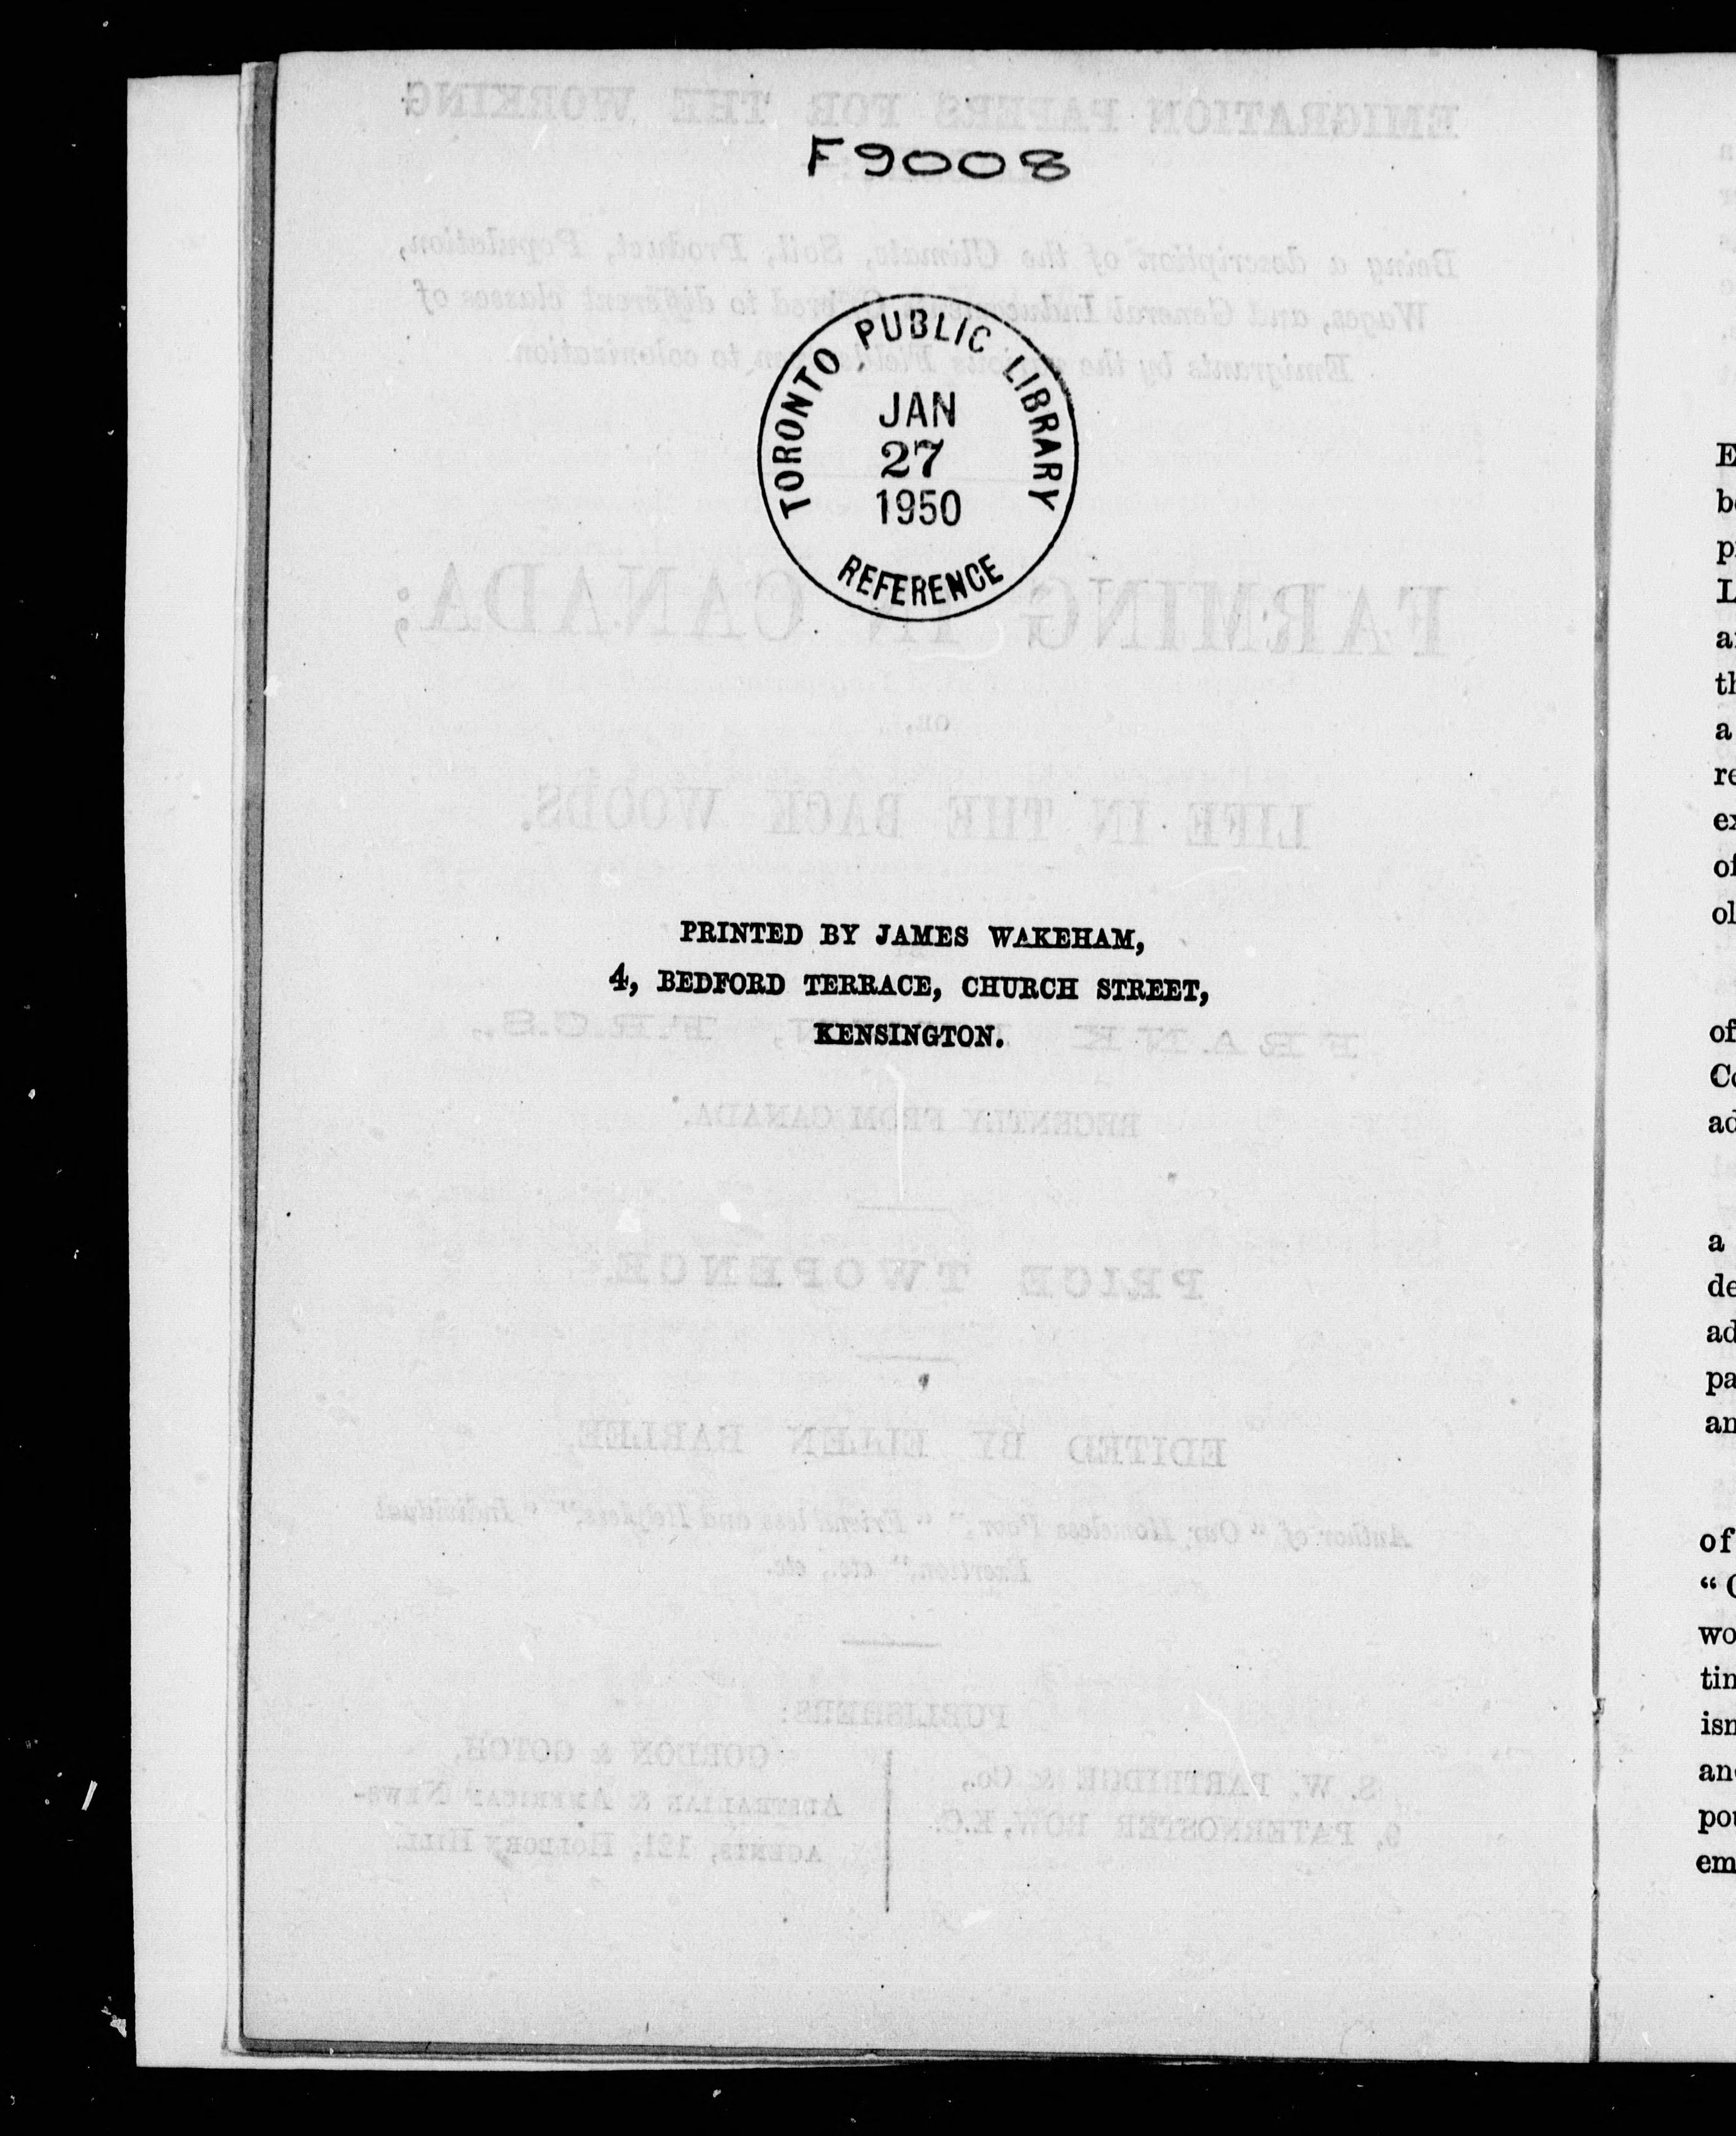 F9008
TORONTO PUBLIC LIBRARY
JAN
27
1950
REFERENCE
PRINTED BY JAMES WAKEHAM,
4, BEDFORD TERRACE, CHURCH STREET,
KENSINGTON.
EMIGRATION PAPERS FOR THE WORKING
Being a description of the Climate, Soil, Product, Population,
Wages, and General Inducements Offered to different classes of
Emigrants by the various Fields open to colonization.
FARMING IN CANADA;
OR,
LIFE IN THE BACK WOODS.
FRANK F.R.C.S.,
RECENTLY FROM CANADA.
PRICE TWOPENCE.
EDITED BY ELLEN BARLEE,
Author of "Our Homeless Poor;" "Friendless and Helpless," "Individual
Exertion," etc., etc.
PUBLISHERS:
S. W. PARTRIDGE & Co.,
9, PATERNOSTER ROW, E.C.
GORDON & GOTCH,
AUSTRALIAN & AMERICAN NEWS-
AGENTS, 121, HOLBORN HILL.
of
a
of